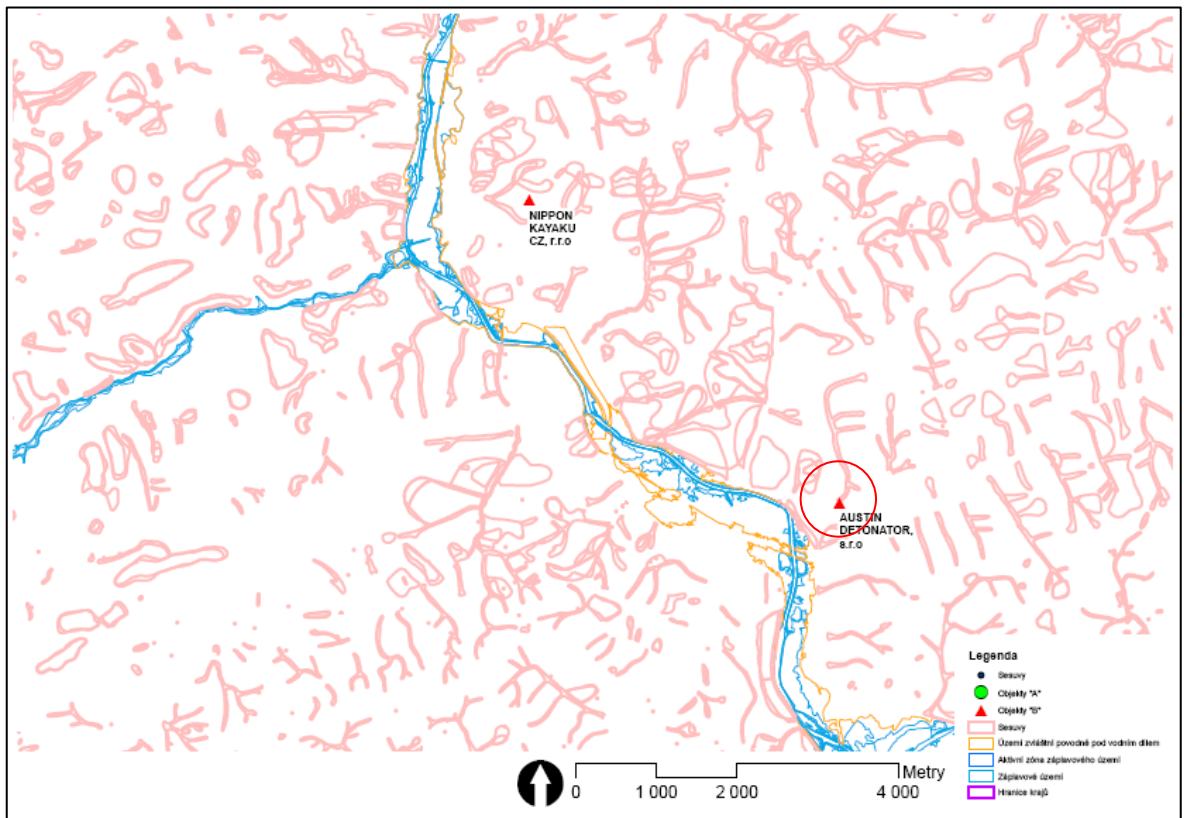 NIPPON
KAYAKU
CZ, r.r.o
AUSTIN
DETONATOR,
s.r.o
Legenda
Sesuvy
Objekty "A"
Objekty "B"
Sesuvy
Území zvláštní povodně pod vodním dílem
Aktivní zóna záplavového území
Záplavové území
Hranice krajů
Metry
0 1 000 2 000 4 000